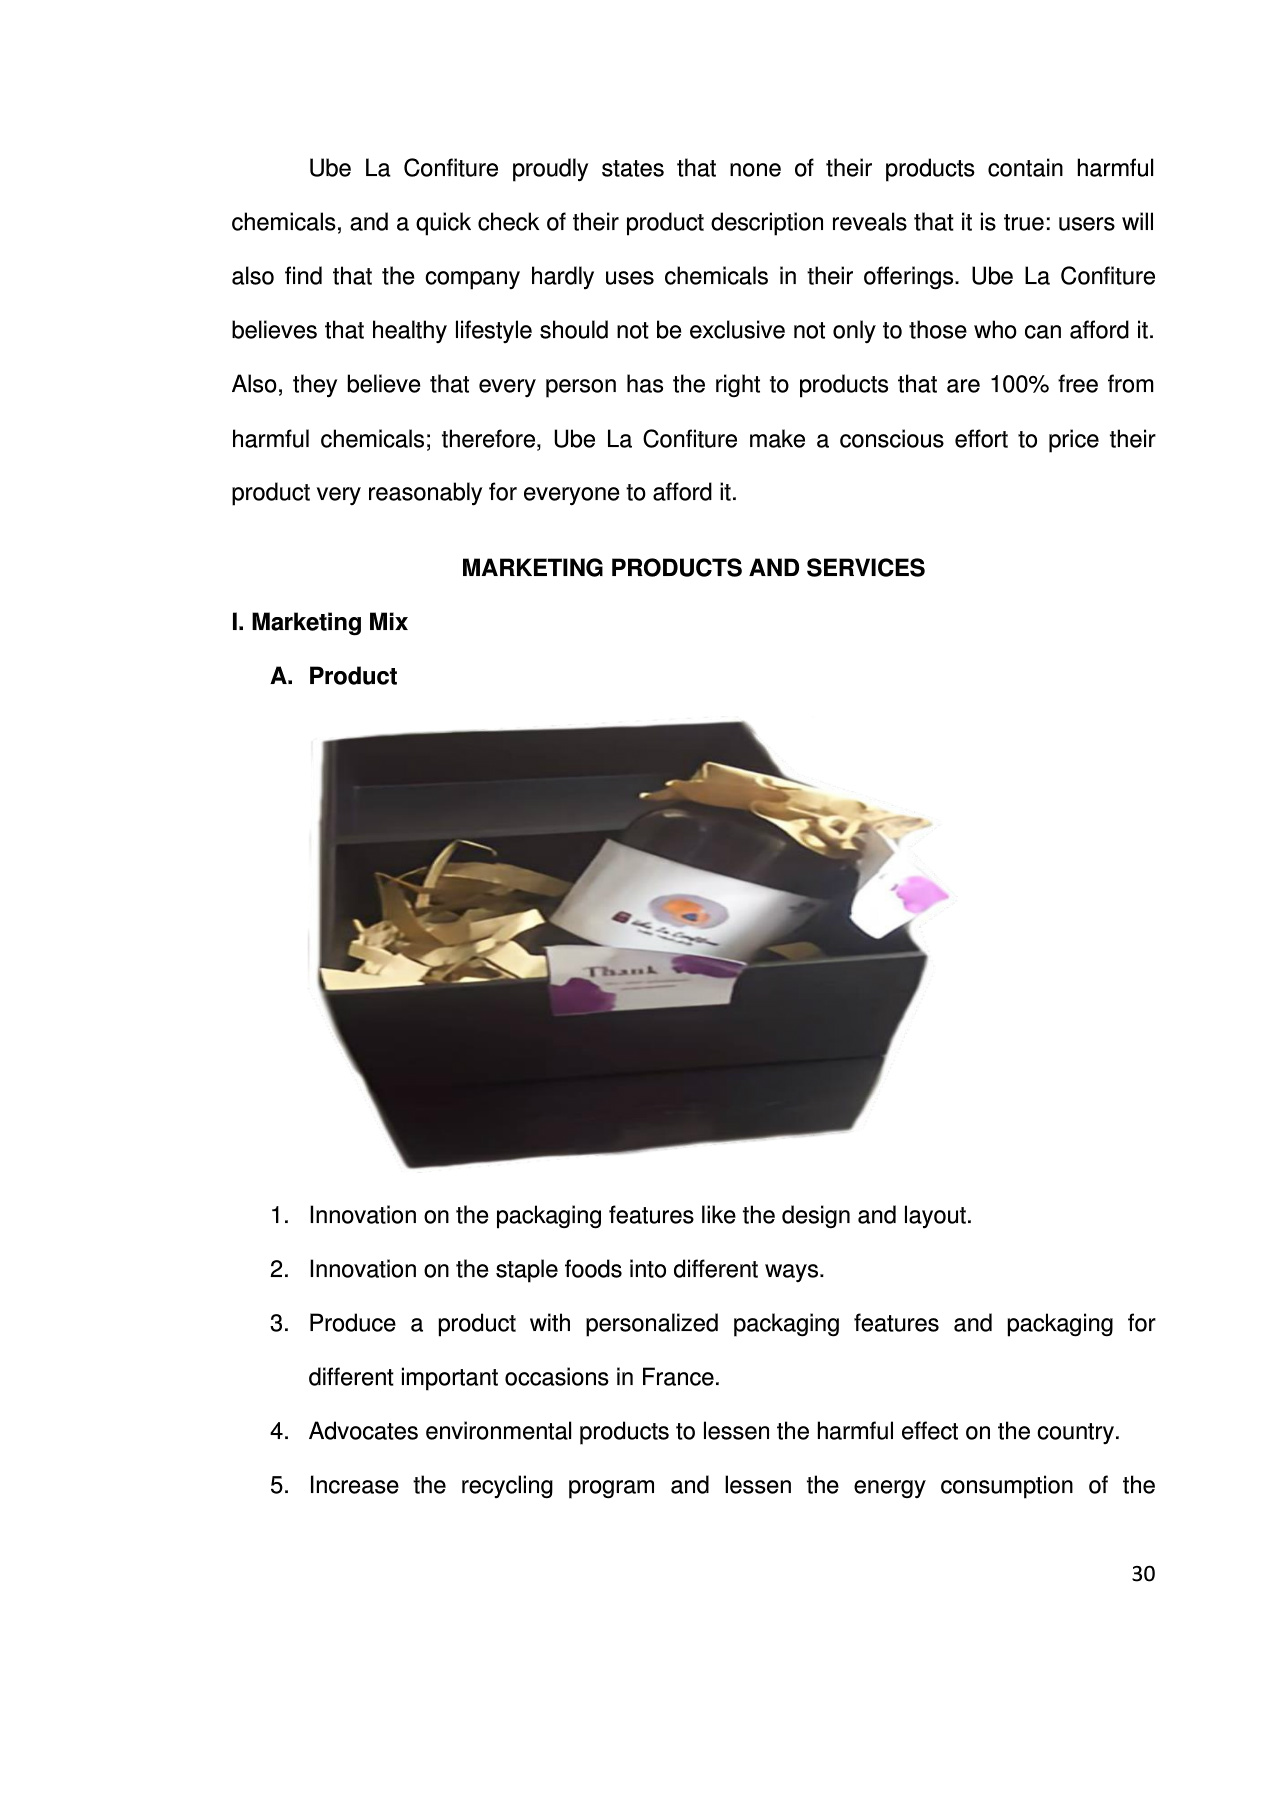 Ube La Confiture proudly states that none of their products contain harmful
chemicals, and a quick check of their product description reveals that it is true: users will
also find that the company hardly uses chemicals in their offerings. Ube La Confiture
believes that healthy lifestyle should not be exclusive not only to those who can afford it.
Also, they believe that every person has the right to products that are 100% free from
harmful chemicals; therefore, Ube La Confiture make a conscious effort to price their
product very reasonably for everyone to afford it.
MARKETING PRODUCTS AND SERVICES
I. Marketing Mix
A. Product
Ube La Confiture
Thank
1. Innovation on the packaging features like the design and layout.
2. Innovation on the staple foods into different ways.
3. Produce a product with personalized packaging features and packaging for
different important occasions in France.
4. Advocates environmental products to lessen the harmful effect on the country.
5. Increase the recycling program and lessen the energy consumption of the
30